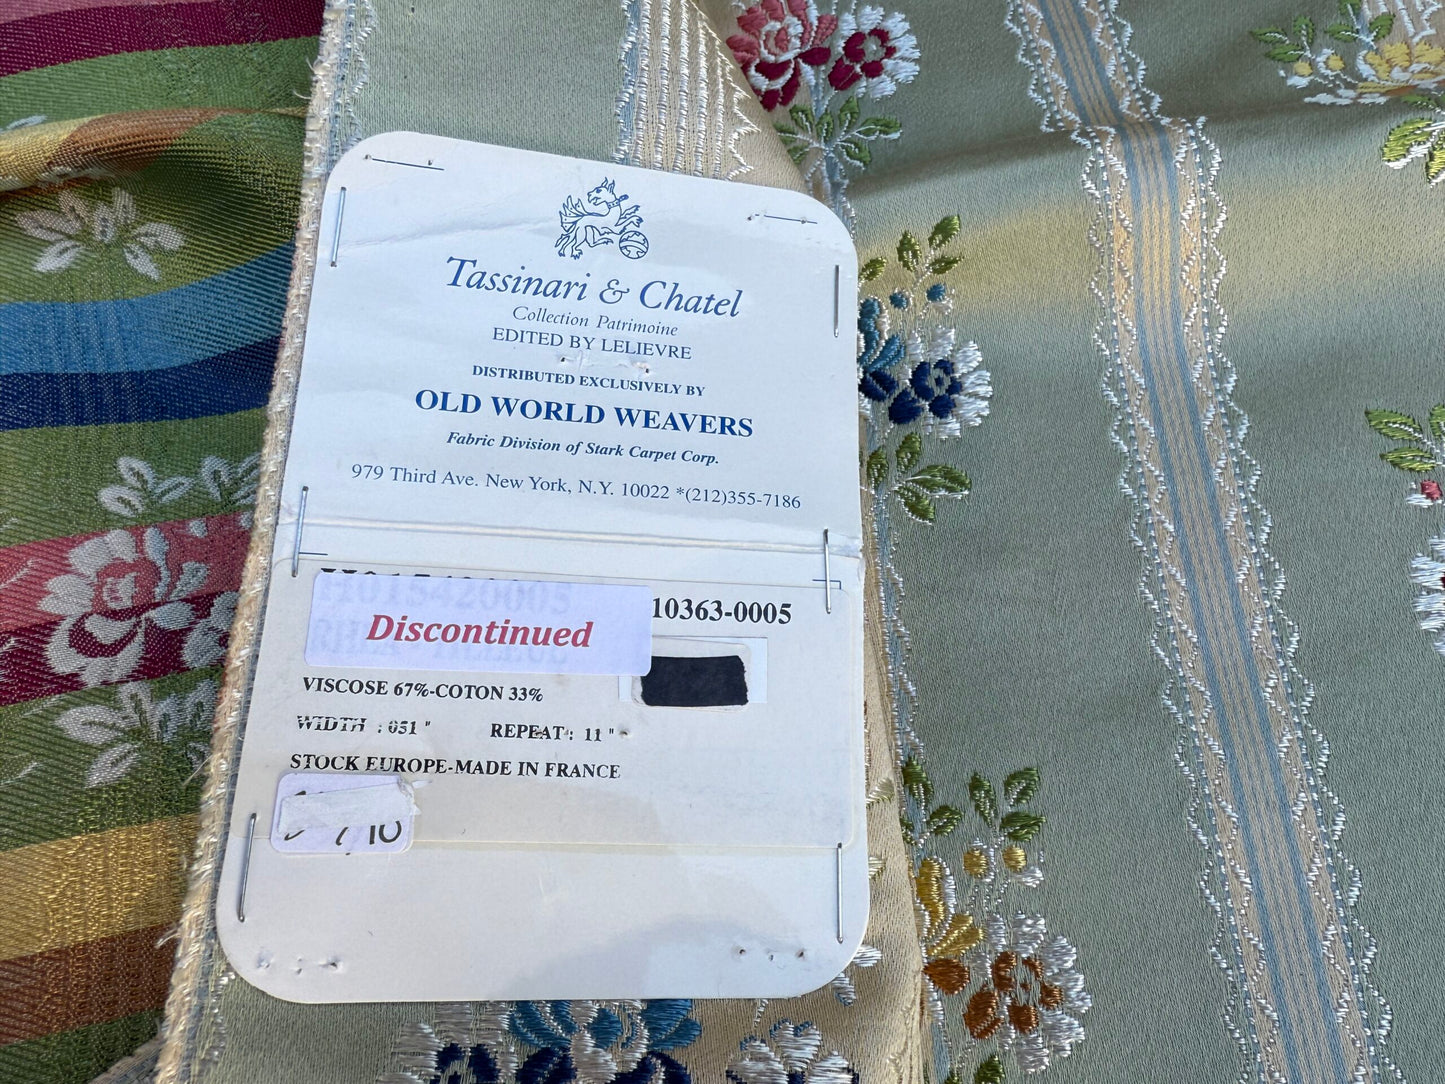 Tassinari & Chatel
Collection Patrimoine
EDITED BY LELIEVRE
DISTRIBUTED EXCLUSIVELY BY
OLD WORLD WEAVERS
Fabric Division of Stark Carpet Corp.
979 Third Ave. New York, N.Y. 10022 *(212)355-7186
H015420005 10363-0005
Discontinued
VISCOSE 67%-COTON 33%
WIDTH : 051 " REPEAT : 11 "
STOCK EUROPE-MADE IN FRANCE